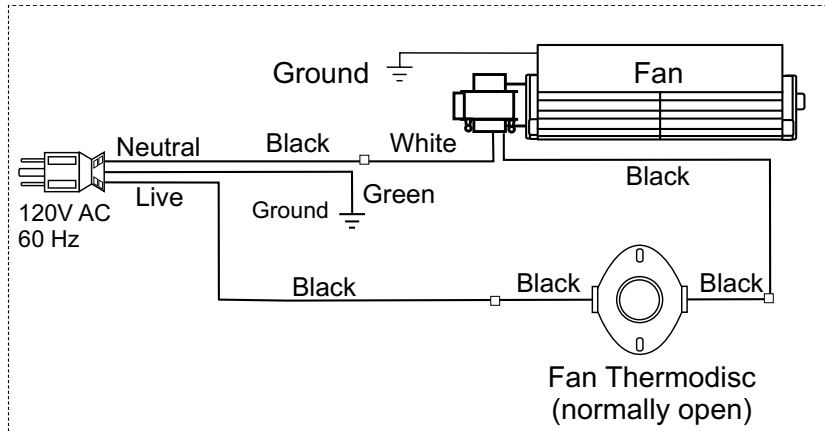 Ground
Fan
Neutral
Black
White
Live
Green
Ground
Black
120V AC
60 Hz
Black
Black
Black
Fan Thermodisc
(normally open)